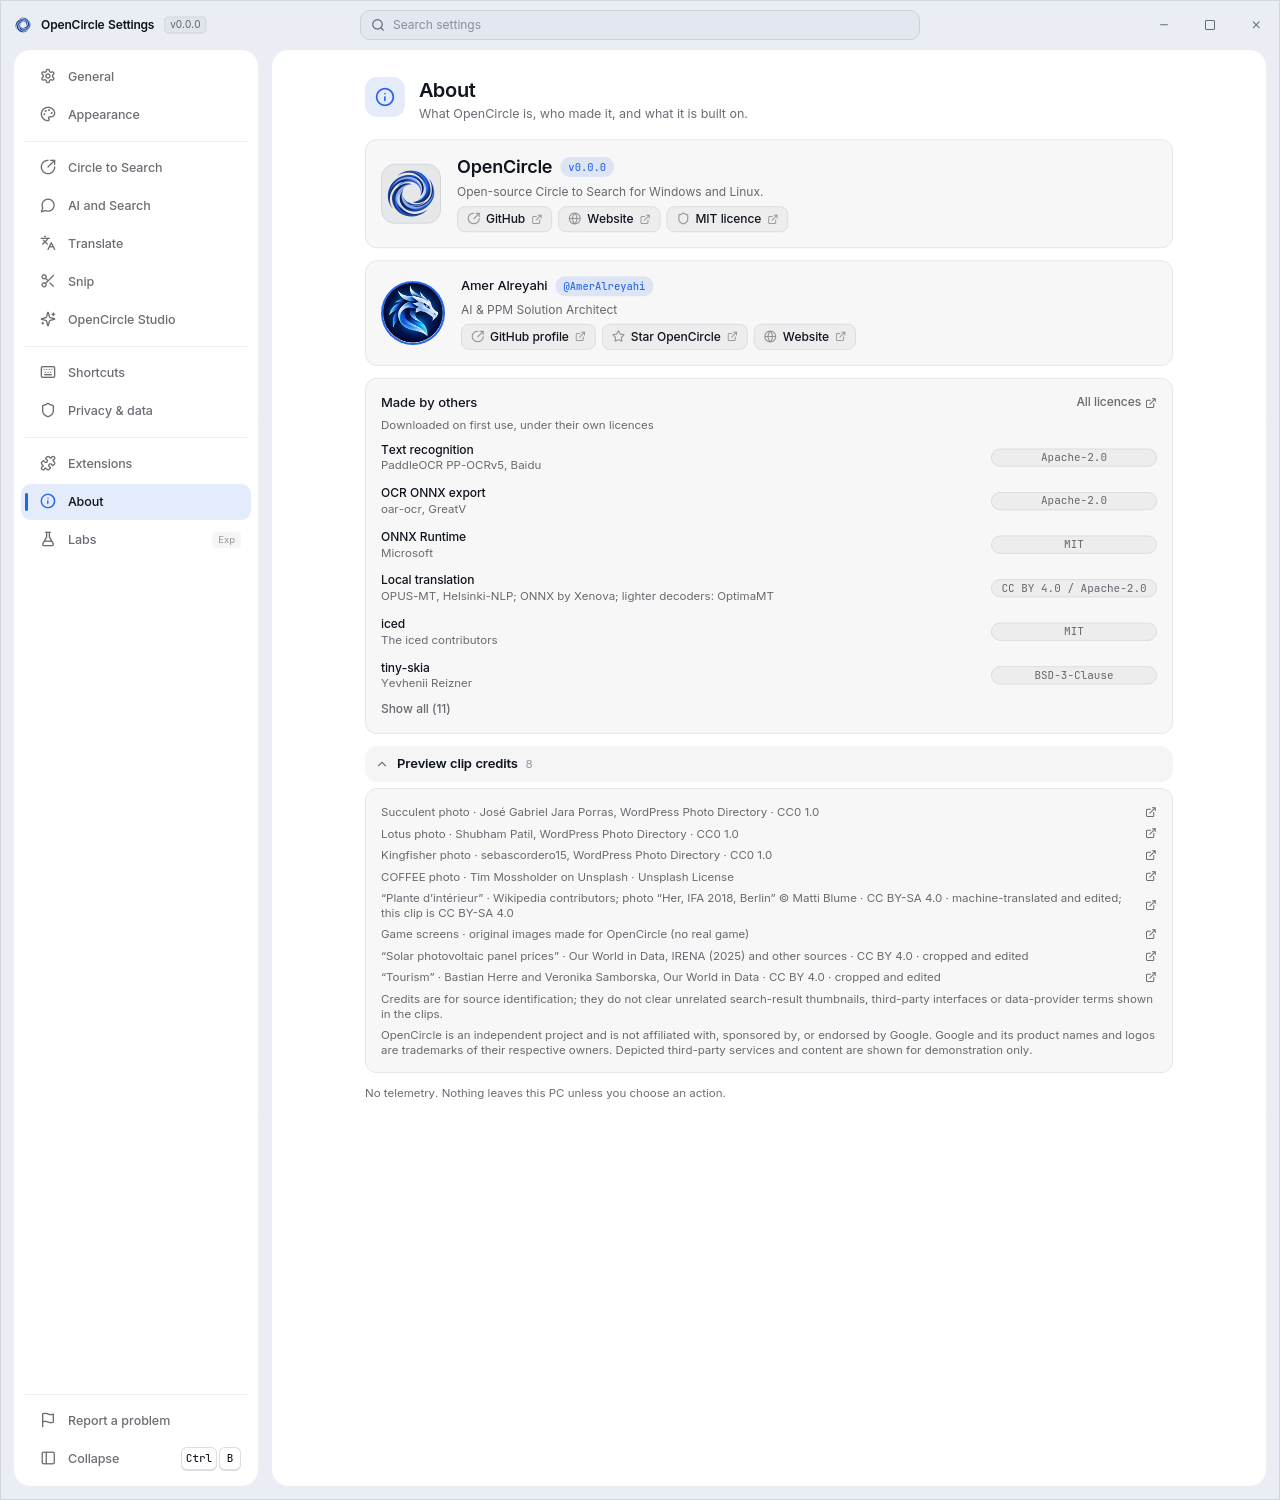 OpenCircle Settings v0.0.0
Search settings
General
Appearance
Circle to Search
AI and Search
Translate
Snip
OpenCircle Studio
Shortcuts
Privacy & data
Extensions
About
Labs Exp
Report a problem
Collapse Ctrl B
About
What OpenCircle is, who made it, and what it is built on.
OpenCircle v0.0.0
Open-source Circle to Search for Windows and Linux.
GitHub Website MIT licence
Amer Alreyahi @AmerAlreyahi
AI & PPM Solution Architect
GitHub profile Star OpenCircle Website
Made by others All licences
Downloaded on first use, under their own licences
Text recognition
PaddleOCR PP-OCRv5, Baidu
Apache-2.0
OCR ONNX export
oar-ocr, GreatV
Apache-2.0
ONNX Runtime
Microsoft
MIT
Local translation
OPUS-MT, Helsinki-NLP; ONNX by Xenova; lighter decoders: OptimaMT
CC BY 4.0 / Apache-2.0
iced
The iced contributors
MIT
tiny-skia
Yevhenii Reizner
BSD-3-Clause
Show all (11)
Preview clip credits 8
Succulent photo · José Gabriel Jara Porras, WordPress Photo Directory · CC0 1.0
Lotus photo · Shubham Patil, WordPress Photo Directory · CC0 1.0
Kingfisher photo · sebascordero15, WordPress Photo Directory · CC0 1.0
COFFEE photo · Tim Mossholder on Unsplash · Unsplash License
“Plante d’intérieur” · Wikipedia contributors; photo “Her, IFA 2018, Berlin” © Matti Blume · CC BY-SA 4.0 · machine-translated and edited;
this clip is CC BY-SA 4.0
Game screens · original images made for OpenCircle (no real game)
“Solar photovoltaic panel prices” · Our World in Data, IRENA (2025) and other sources · CC BY 4.0 · cropped and edited
“Tourism” · Bastian Herre and Veronika Samborska, Our World in Data · CC BY 4.0 · cropped and edited
Credits are for source identification; they do not clear unrelated search-result thumbnails, third-party interfaces or data-provider terms shown
in the clips.
OpenCircle is an independent project and is not affiliated with, sponsored by, or endorsed by Google. Google and its product names and logos
are trademarks of their respective owners. Depicted third-party services and content are shown for demonstration only.
No telemetry. Nothing leaves this PC unless you choose an action.